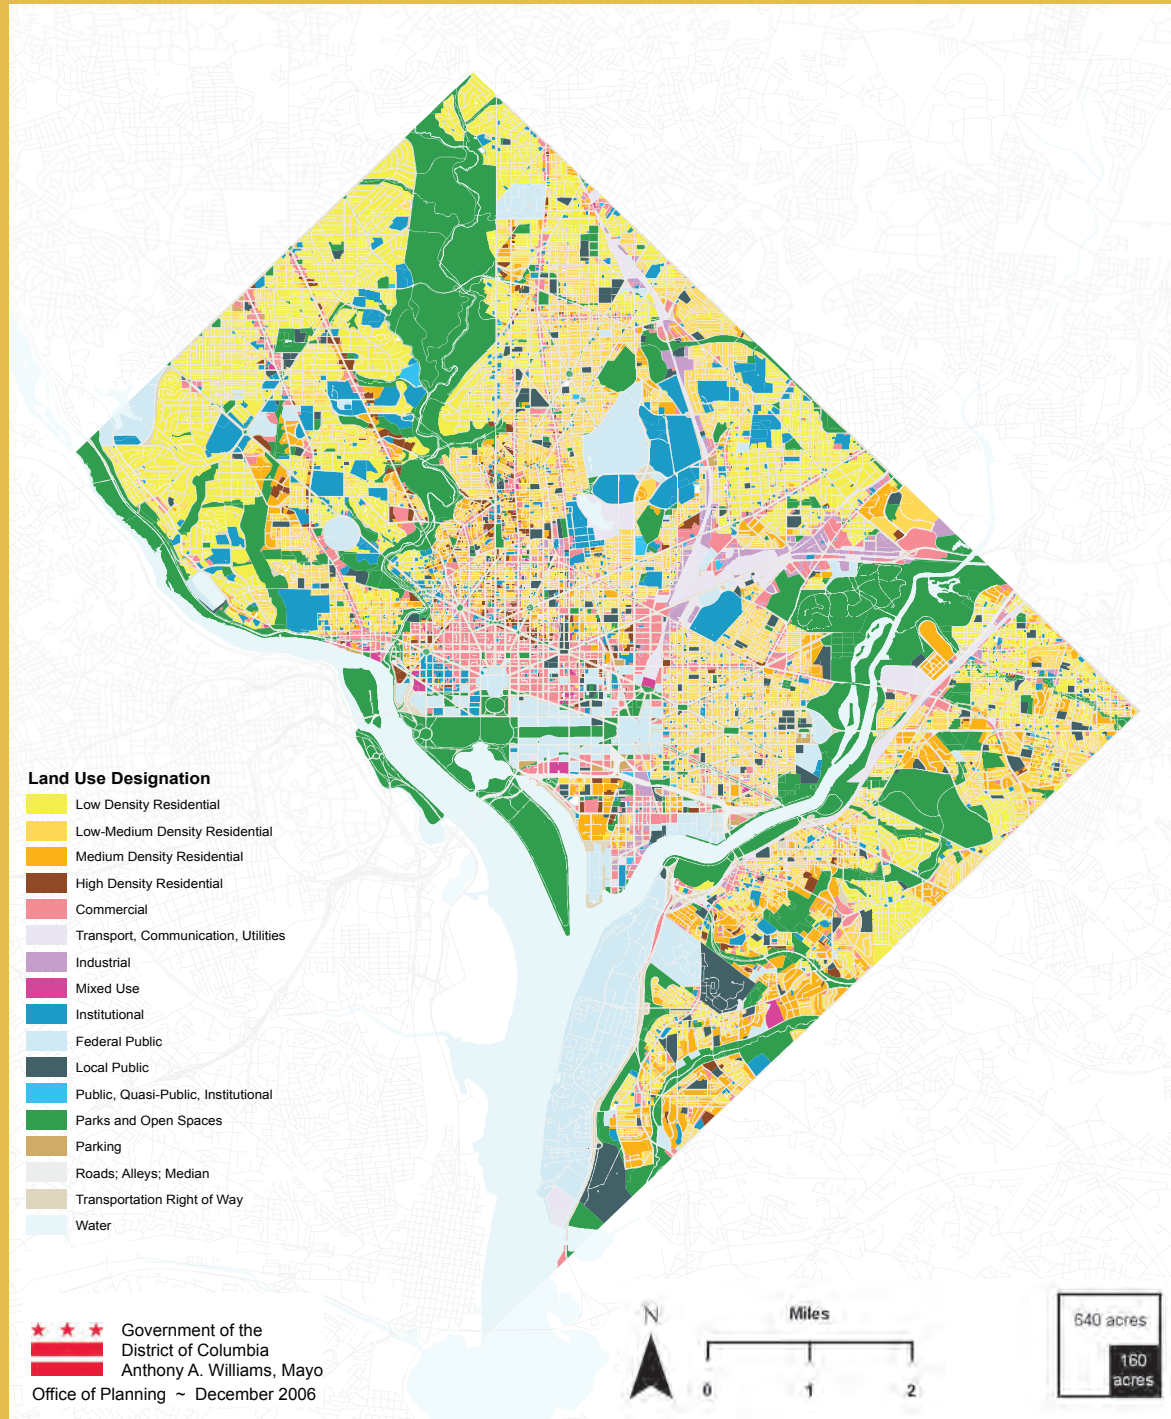 Land Use Designation
Low Density Residential
Low-Medium Density Residential
Medium Density Residential
High Density Residential
Commercial
Transport, Communication, Utilities
Industrial
Mixed Use
Institutional
Federal Public
Local Public
Public, Quasi-Public, Institutional
Parks and Open Spaces
Parking
Roads; Alleys; Median
Transportation Right of Way
Water
Government of the
District of Columbia
Anthony A. Williams, Mayo
Office of Planning ~ December 2006
N
Miles
0 1 2
640 acres
160
acres